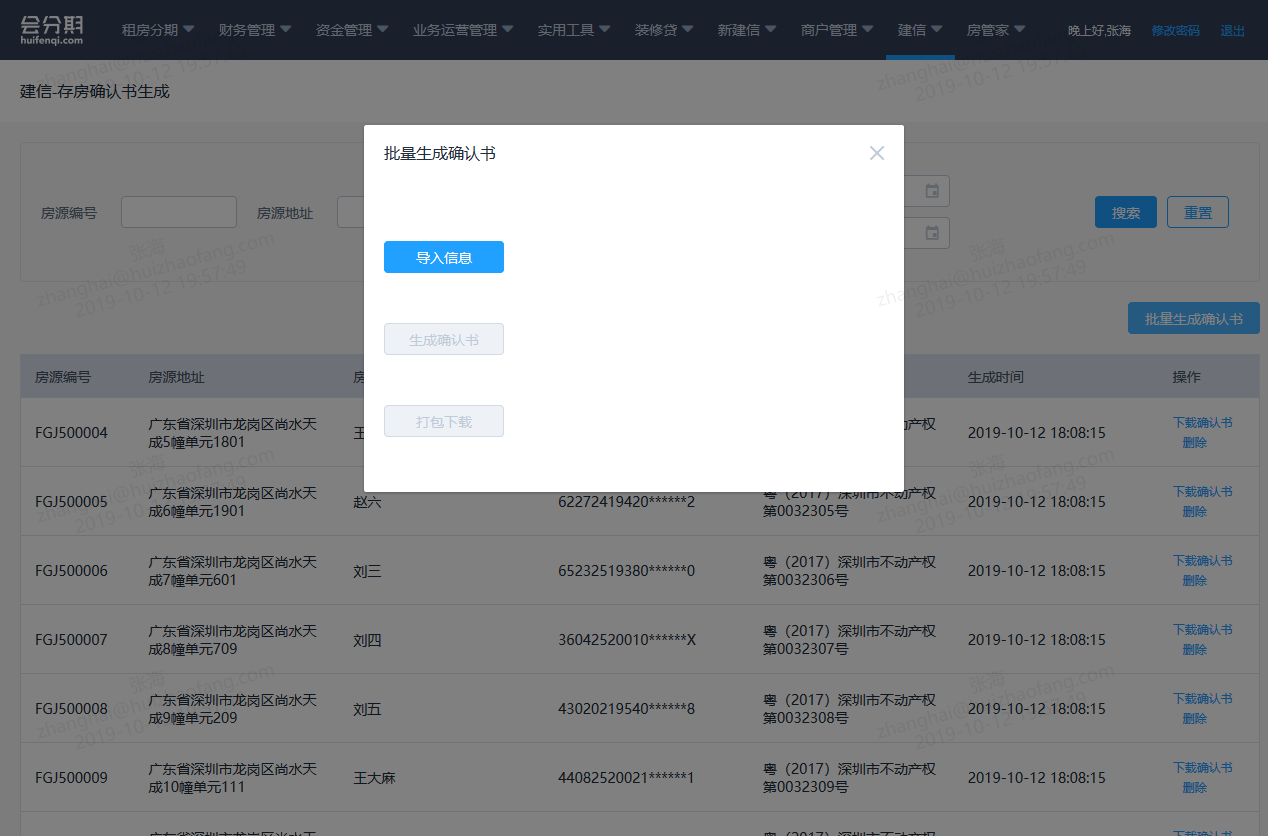 会分期
huifenqi.com
租房分期 财务管理 资金管理 业务运营管理 实用工具 装修贷 新建信 商户管理 建信 房管家 晚上好,张海 修改密码 退出
建信-存房确认书生成
批量生成确认书
房源编号 房源地址 搜索 重置
导入信息
批量生成确认书
生成确认书
房源编号 房源地址 生成时间 操作
打包下载
FGJ500004 广东省深圳市龙岗区尚水天 2019-10-12 18:08:15 下载确认书
成5幢单元1801 删除
FGJ500005 广东省深圳市龙岗区尚水天 赵六 62272419420******2 粤（2017）深圳市不动产权 2019-10-12 18:08:15 下载确认书
成6幢单元1901 第0032305号 删除
FGJ500006 广东省深圳市龙岗区尚水天 刘三 65232519380******0 粤（2017）深圳市不动产权 2019-10-12 18:08:15 下载确认书
成7幢单元601 第0032306号 删除
FGJ500007 广东省深圳市龙岗区尚水天 刘四 36042520010******X 粤（2017）深圳市不动产权 2019-10-12 18:08:15 下载确认书
成8幢单元709 第0032307号 删除
FGJ500008 广东省深圳市龙岗区尚水天 刘五 43020219540******8 粤（2017）深圳市不动产权 2019-10-12 18:08:15 下载确认书
成9幢单元209 第0032308号 删除
FGJ500009 广东省深圳市龙岗区尚水天 王大麻 44082520021******1 粤（2017）深圳市不动产权 2019-10-12 18:08:15 下载确认书
成10幢单元111 第0032309号 删除
张海
zhanghai@huizhaofang.com
2019-10-12 19:57:49